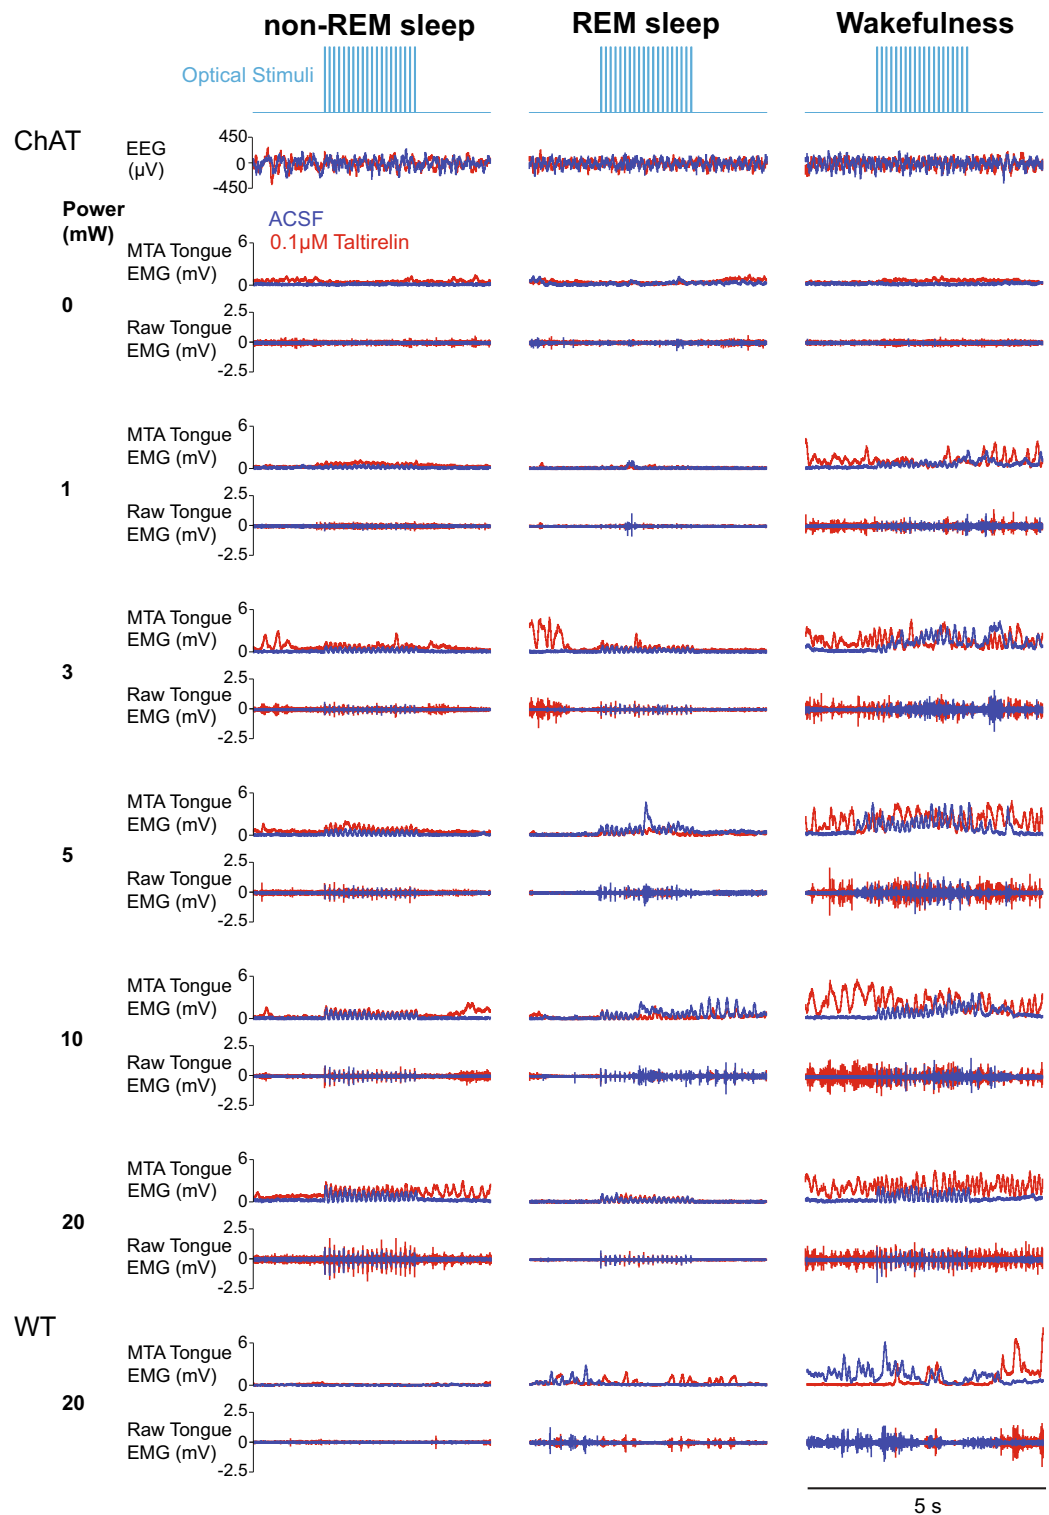 non-REM sleep REM sleep Wakefulness
Optical Stimuli
ChAT
EEG
(µV)
450
0
-450
Power
(mW)
ACSF
0.1µM Taltirelin
MTA Tongue
EMG (mV)
6
0
0
Raw Tongue
EMG (mV)
2.5
0
-2.5
MTA Tongue
EMG (mV)
6
0
1
Raw Tongue
EMG (mV)
2.5
0
-2.5
MTA Tongue
EMG (mV)
6
0
3
Raw Tongue
EMG (mV)
2.5
0
-2.5
MTA Tongue
EMG (mV)
6
0
5
Raw Tongue
EMG (mV)
2.5
0
-2.5
MTA Tongue
EMG (mV)
6
0
10
Raw Tongue
EMG (mV)
2.5
0
-2.5
MTA Tongue
EMG (mV)
6
0
20
Raw Tongue
EMG (mV)
2.5
0
-2.5
WT
MTA Tongue
EMG (mV)
6
0
20
Raw Tongue
EMG (mV)
2.5
0
-2.5
5 s